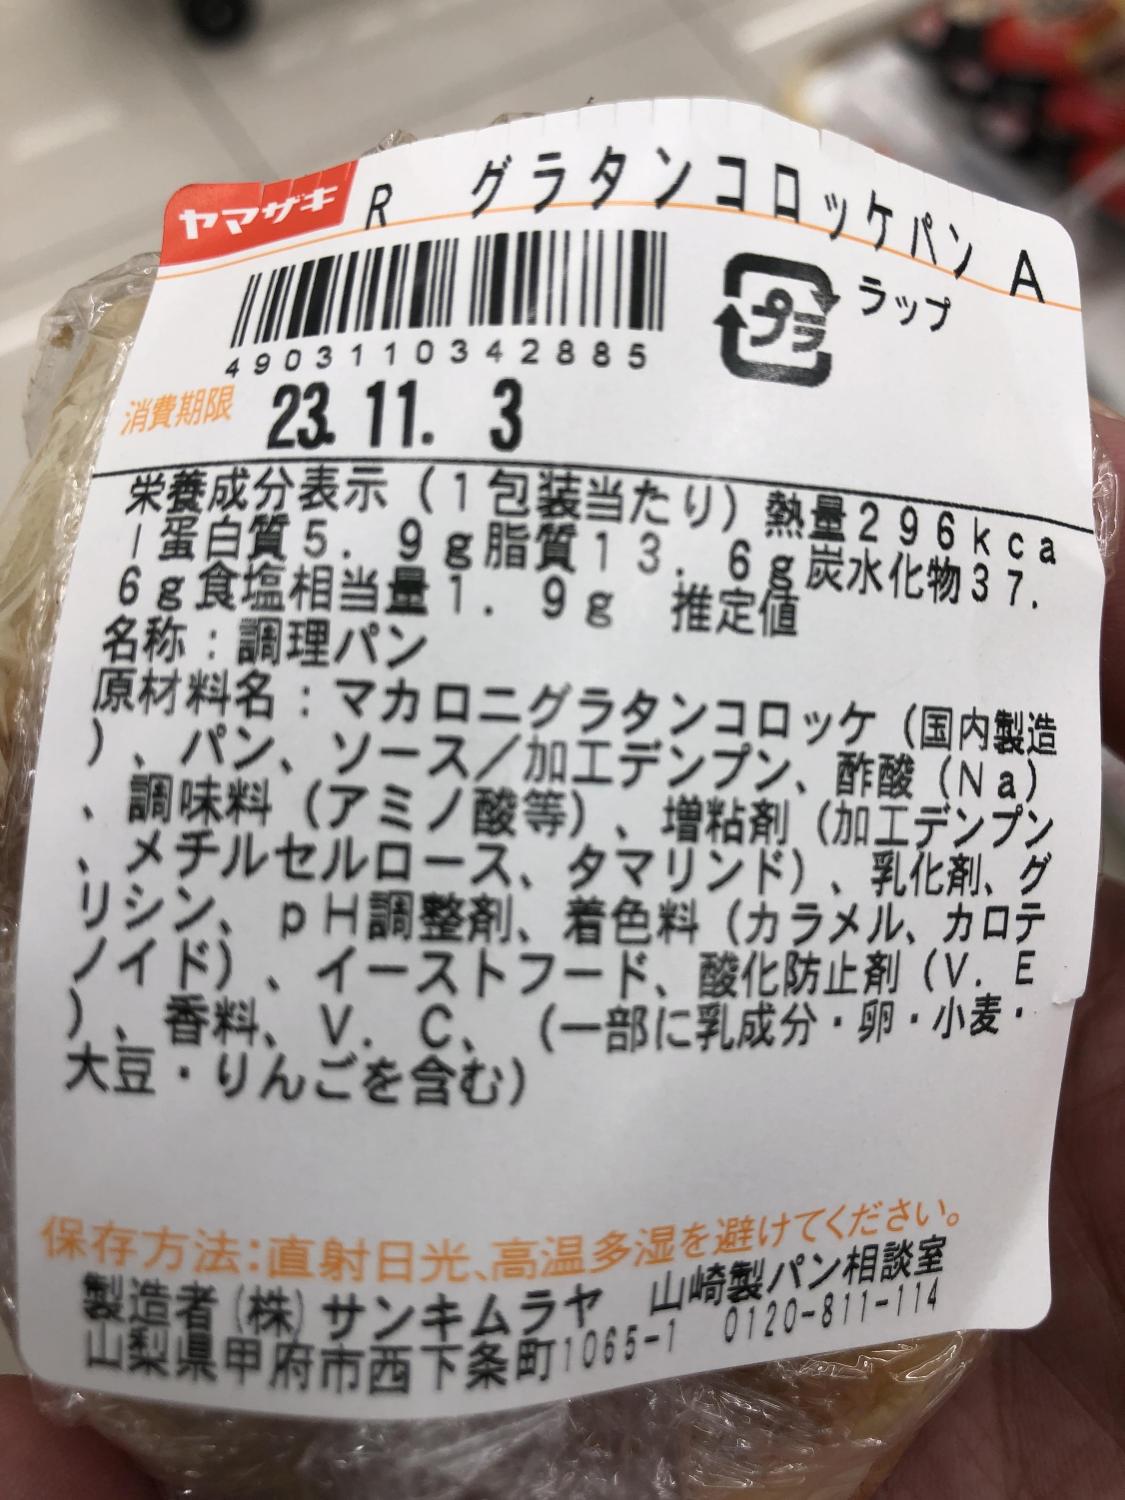 ヤマザキ R グラタンコロッケパン A
プラ ラップ
4903110342885
消費期限 23.11. 3
栄養成分表示(1包装当たり)熱量296kca
l蛋白質5.9g脂質13.6g炭水化物37.
6g食塩相当量1.9g 推定値
名称:調理パン
原材料名:マカロニグラタンコロッケ(国内製造
)、パン、ソース/加工デンプン、酢酸(Na)
、調味料(アミノ酸等)、増粘剤(加工デンプン
、メチルセルロース、タマリンド)、乳化剤、グ
リシン、pH調整剤、着色料(カラメル、カロテ
ノイド)、イーストフード、酸化防止剤(V.E
)、香料、V.C、(一部に乳成分・卵・小麦・
大豆・りんごを含む)
保存方法:直射日光、高温多湿を避けてください。
製造者(株)サンキムラヤ 山崎製パン相談室
山梨県甲府市西下条町1065-1 0120-811-114